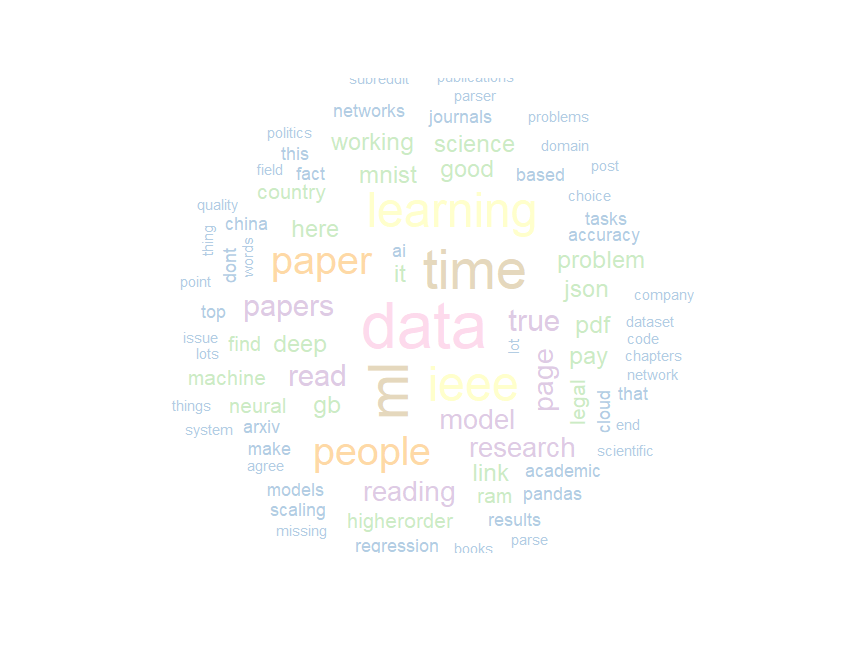 subreddit publications
parser
networks journals problems
politics working science domain
this
field fact mnist good based post
country learning choice
quality tasks
thing china here accuracy
dont words paper ai time problem
point it json company
top papers data true pdf dataset
issue find deep lot code
lots pay chapters
machine read ml ieee page network
things neural gb legal cloud that
system arxiv model end
make people research scientific
agree link academic
models reading ram pandas
scaling higherorder results
missing parse
regression books